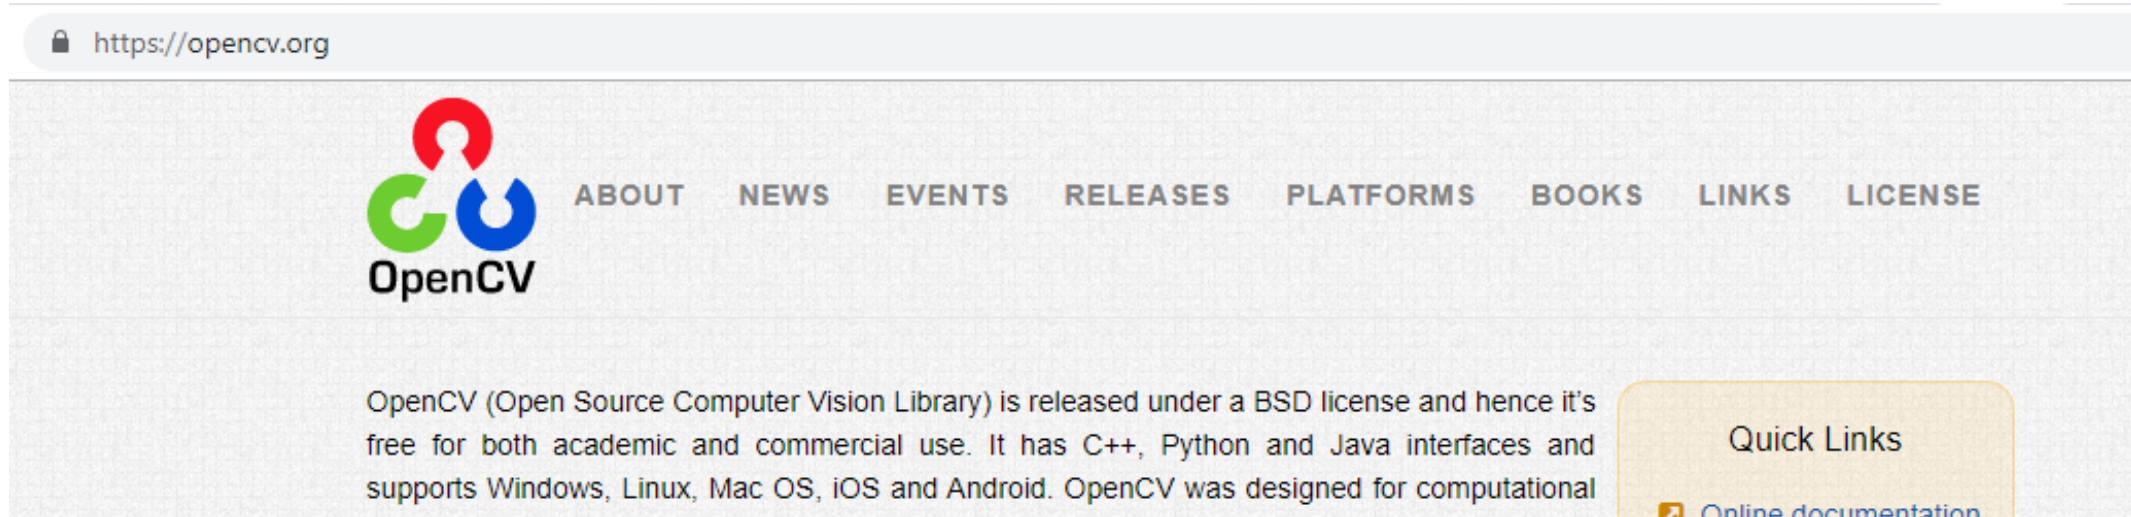 https://opencv.org
ABOUT NEWS EVENTS RELEASES PLATFORMS BOOKS LINKS LICENSE
OpenCV
OpenCV (Open Source Computer Vision Library) is released under a BSD license and hence it's
free for both academic and commercial use. It has C++, Python and Java interfaces and
supports Windows, Linux, Mac OS, iOS and Android. OpenCV was designed for computational
Quick Links
Online documentation